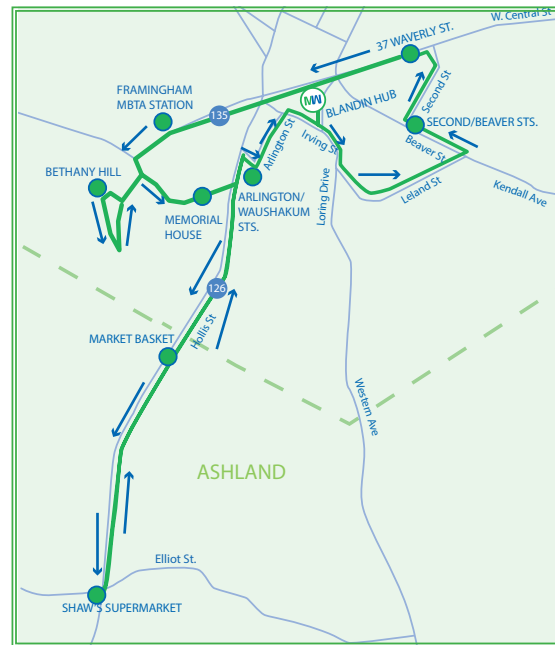 W. Central St
37 WAVERLY ST.
FRAMINGHAM
MBTA STATION
135
MW
BLANDIN HUB
Second St
SECOND/BEAVER STS.
Beaver St
Arlington St
Irving St
BETHANY HILL
MEMORIAL
HOUSE
ARLINGTON/
WAUSHAKUM
STS.
Loring Drive
Leland St
Kendall Ave
126
Hollis St
MARKET BASKET
Western Ave
ASHLAND
Elliot St.
SHAW'S SUPERMARKET